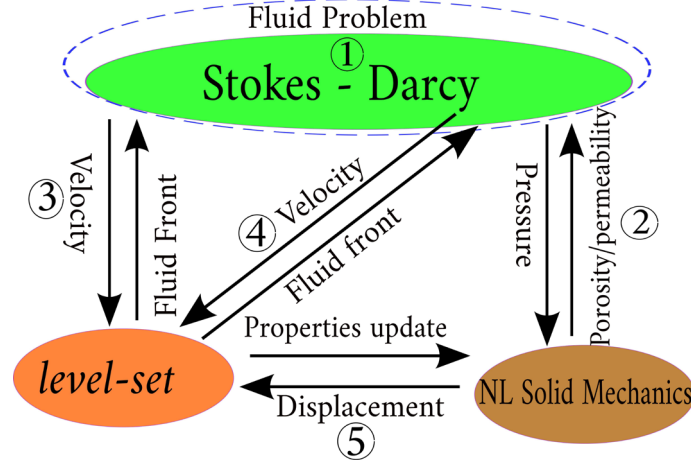 Fluid Problem
①
Stokes - Darcy
③
Velocity
Fluid Front
④
Velocity
Fluid front
Pressure
Porosity/permeability
②
Properties update
level-set
NL Solid Mechanics
Displacement
⑤